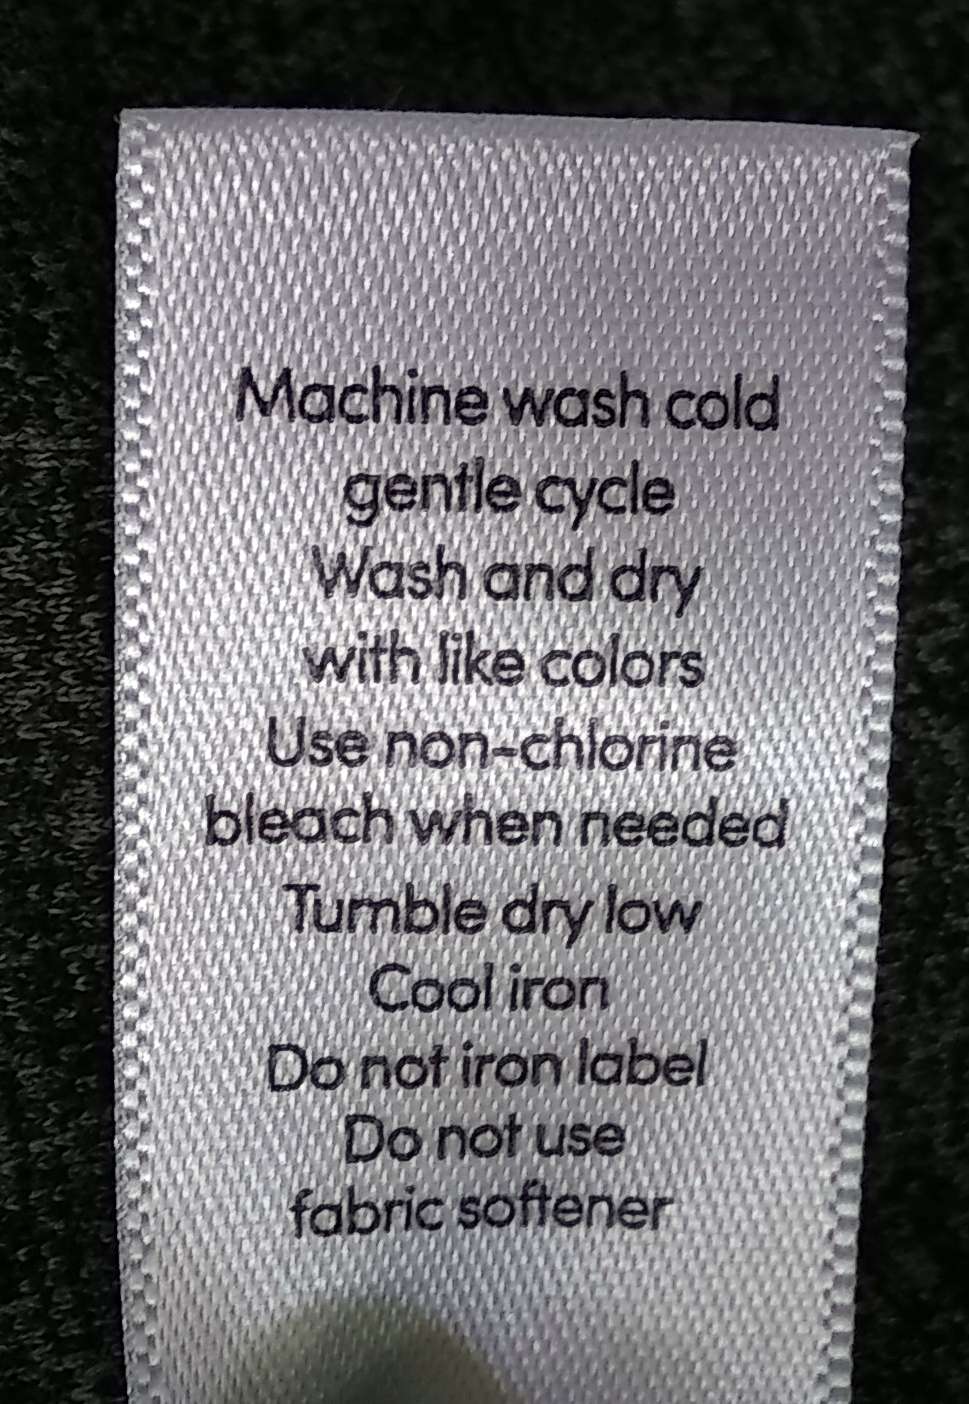 Machine wash cold
gentle cycle
Wash and dry
with like colors
Use non-chlorine
bleach when needed
Tumble dry low
Cool iron
Do not iron label
Do not use
fabric softener